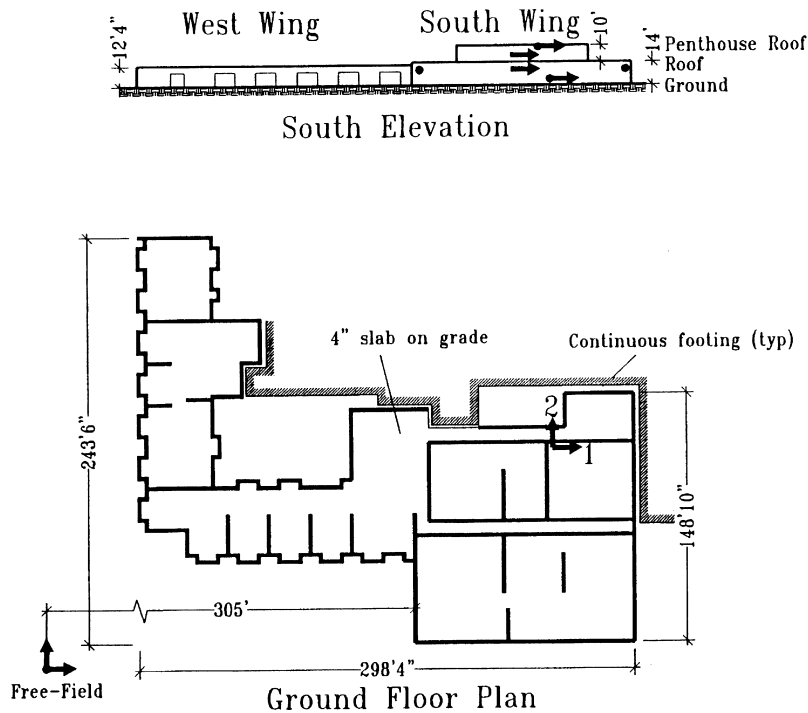 West Wing
South Wing
12'4"
10'
14'
Penthouse Roof
Roof
Ground
South Elevation
4" slab on grade
Continuous footing (typ)
2
1
243'6"
148'10"
305'
298'4"
Free-Field
Ground Floor Plan